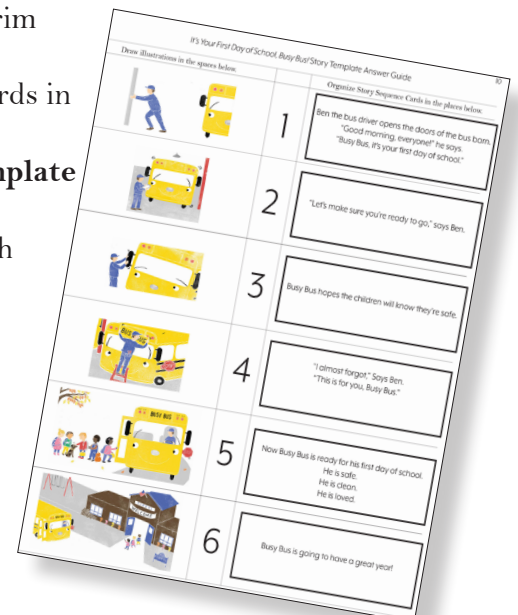 rim
rds in
nplate
h
It's Your First Day of School, Busy Bus! Story Template Answer Guide
10
Draw illustrations in the spaces below.
Organize Story Sequence Cards in the places below.
1
Ben the bus driver opens the doors of the bus barn.
"Good morning, everyone!" he says.
"Busy Bus, it's your first day of school."
2
"Let's make sure you're ready to go," says Ben.
3
Busy Bus hopes the children will know they're safe.
4
"I almost forgot," Says Ben.
"This is for you, Busy Bus."
BUSY BUS
5
Now Busy Bus is ready for his first day of school.
He is safe.
He is clean.
He is loved.
WELCOME
6
Busy Bus is going to have a great year!